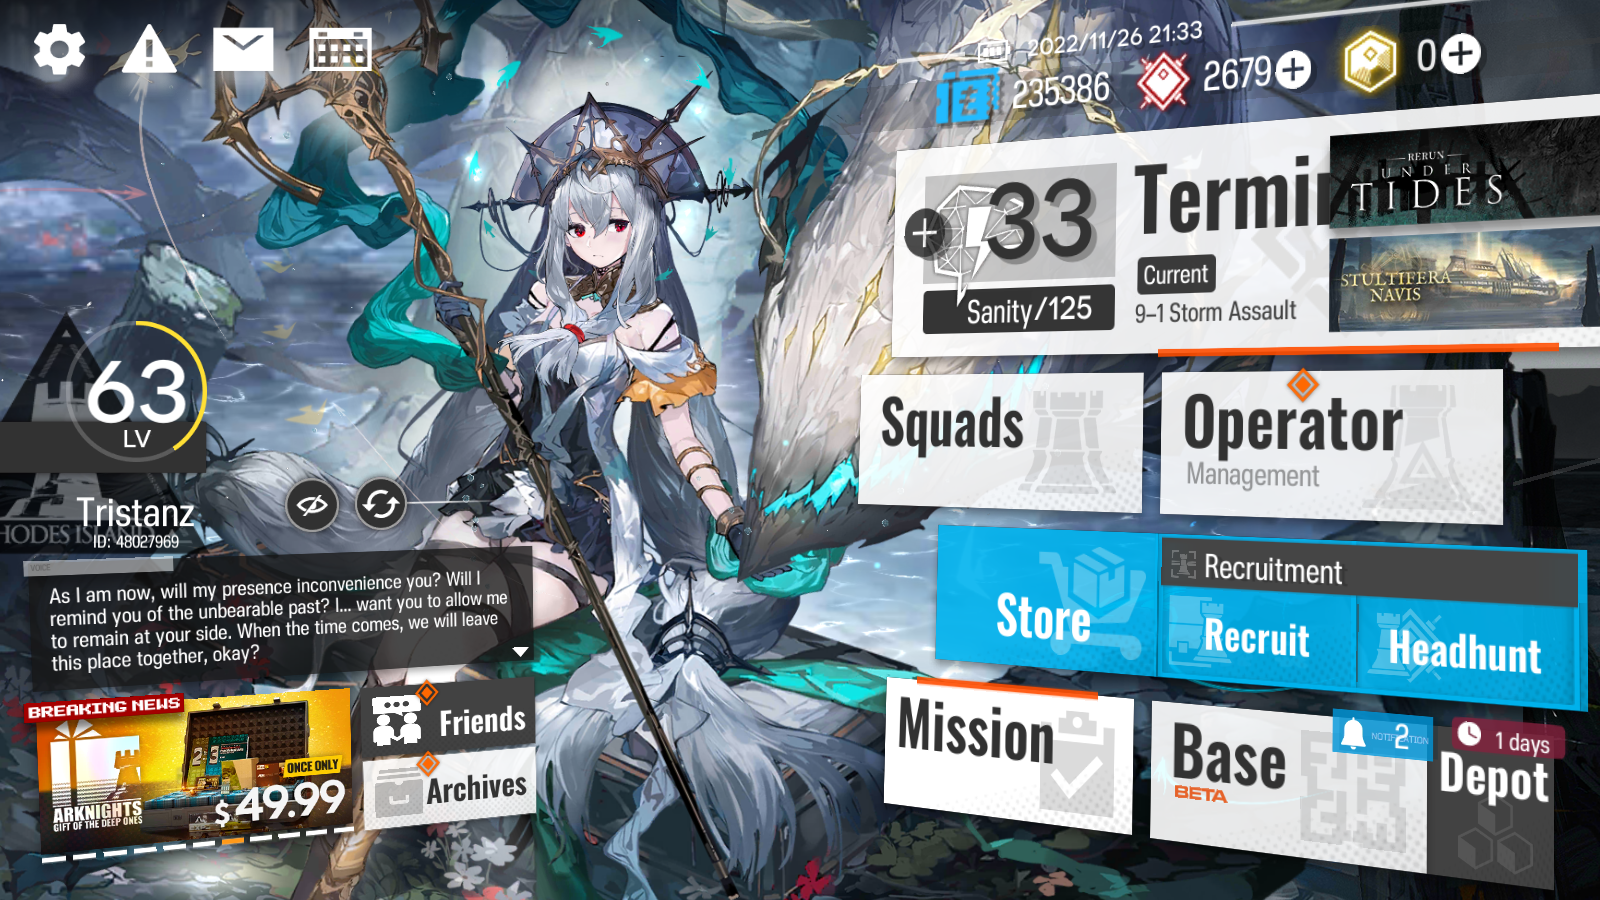 2022/11/26 21:33
235386
2679
0
33
Sanity/125
Termin
Current
9-1 Storm Assault
RERUN
UNDER
TIDES
STULTIFERA
NAVIS
63
LV
Tristanz
ID: 48027969
VOICE
As I am now, will my presence inconvenience you? Will I
remind you of the unbearable past? I... want you to allow me
to remain at your side. When the time comes, we will leave
this place together, okay?
Squads
Operator
Management
Store
Recruitment
Recruit
Headhunt
BREAKING NEWS
ONCE ONLY
$49.99
ARKNIGHTS
GIFT OF THE DEEP ONES
Friends
Archives
Mission
Base
BETA
NOTIFICATION
2
1 days
Depot